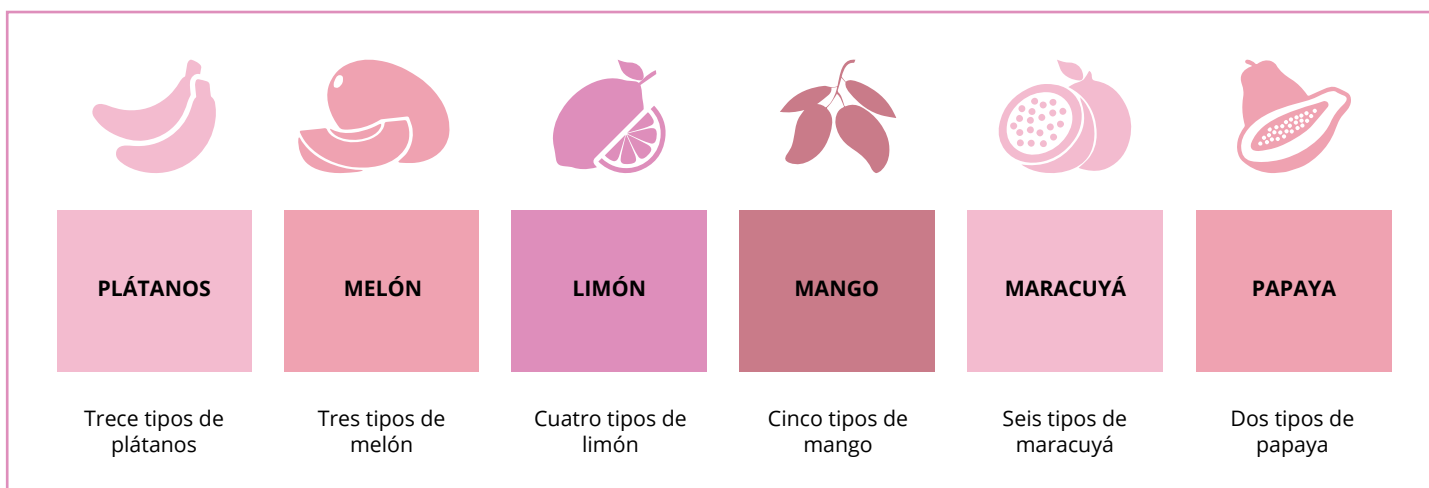 PLÁTANOS
MELÓN
LIMÓN
MANGO
MARACUYÁ
PAPAYA
Trece tipos de
plátanos
Tres tipos de
melón
Cuatro tipos de
limón
Cinco tipos de
mango
Seis tipos de
maracuyá
Dos tipos de
papaya